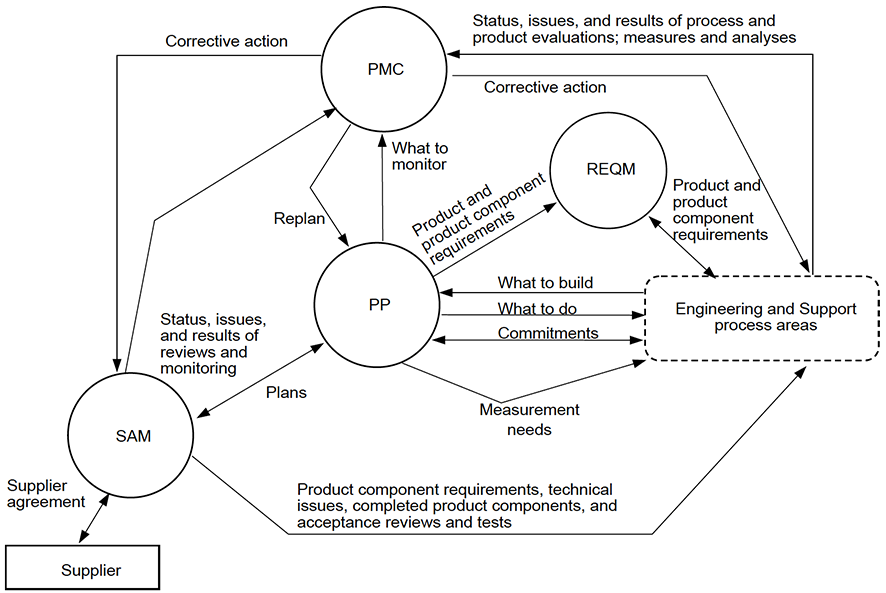 Status, issues, and results of process and
product evaluations; measures and analyses
Corrective action
PMC
Corrective action
What to
monitor
REQM
Product and
product component
requirements
Product and
product
component
requirements
Replan
PP
What to build
What to do
Commitments
Engineering and Support
process areas
Status, issues,
and results of
reviews and
monitoring
Plans
Measurement
needs
SAM
Supplier
agreement
Product component requirements, technical
issues, completed product components, and
acceptance reviews and tests
Supplier